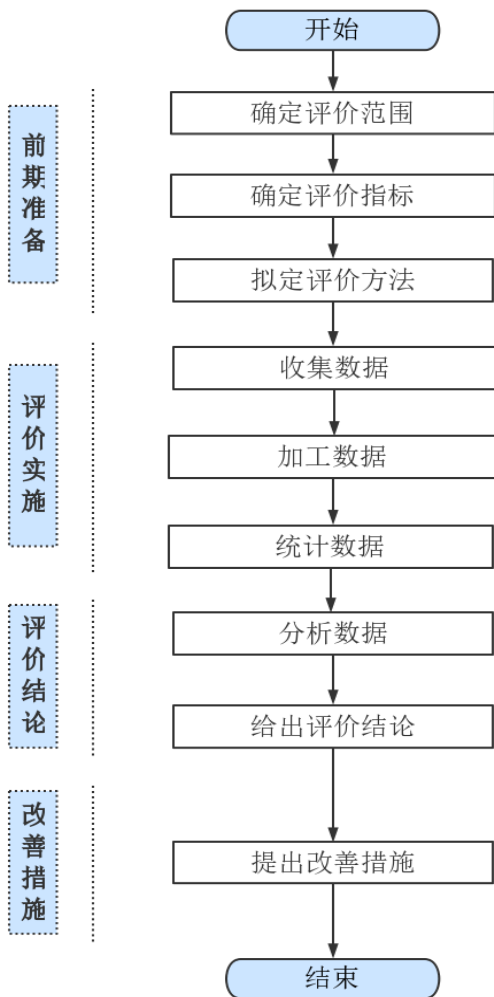 开始
前期准备
确定评价范围
确定评价指标
拟定评价方法
评价实施
收集数据
加工数据
统计数据
评价结论
分析数据
给出评价结论
改善措施
提出改善措施
结束